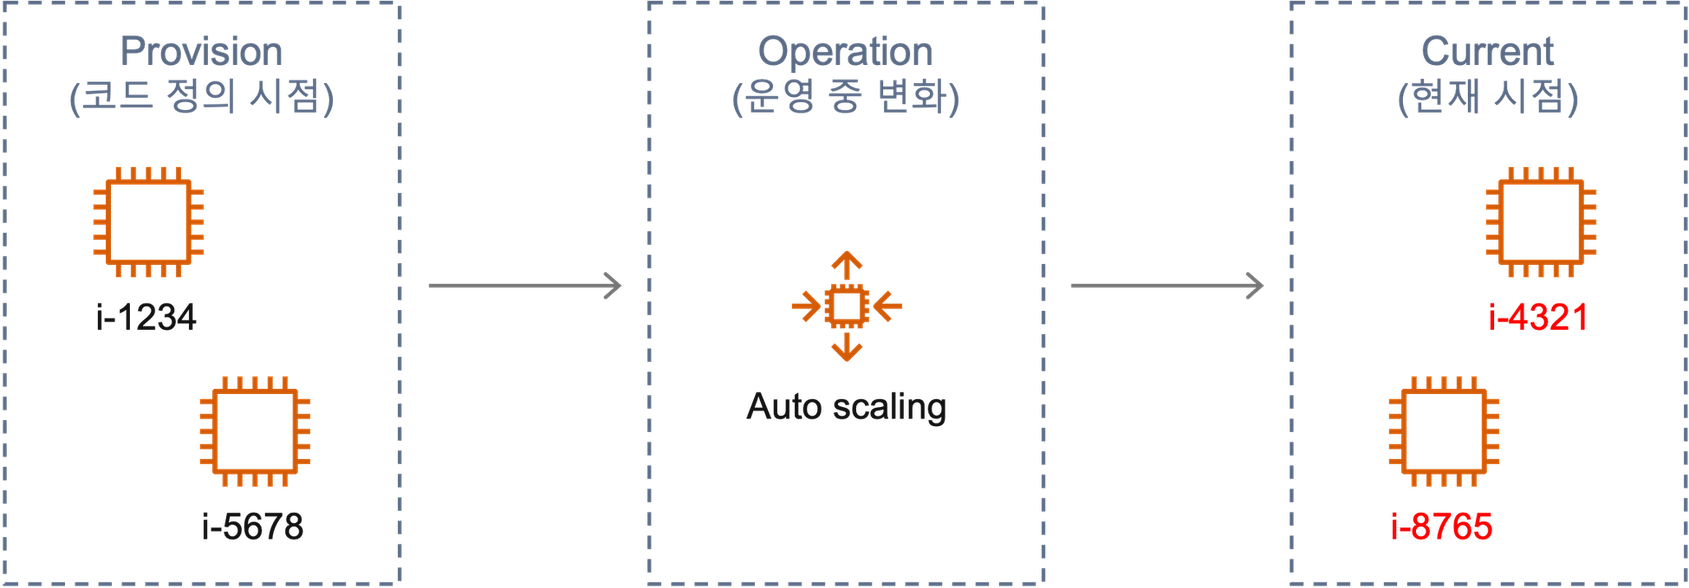 Provision
(코드 정의 시점)
i-1234
i-5678
Operation
(운영 중 변화)
Auto scaling
Current
(현재 시점)
i-4321
i-8765